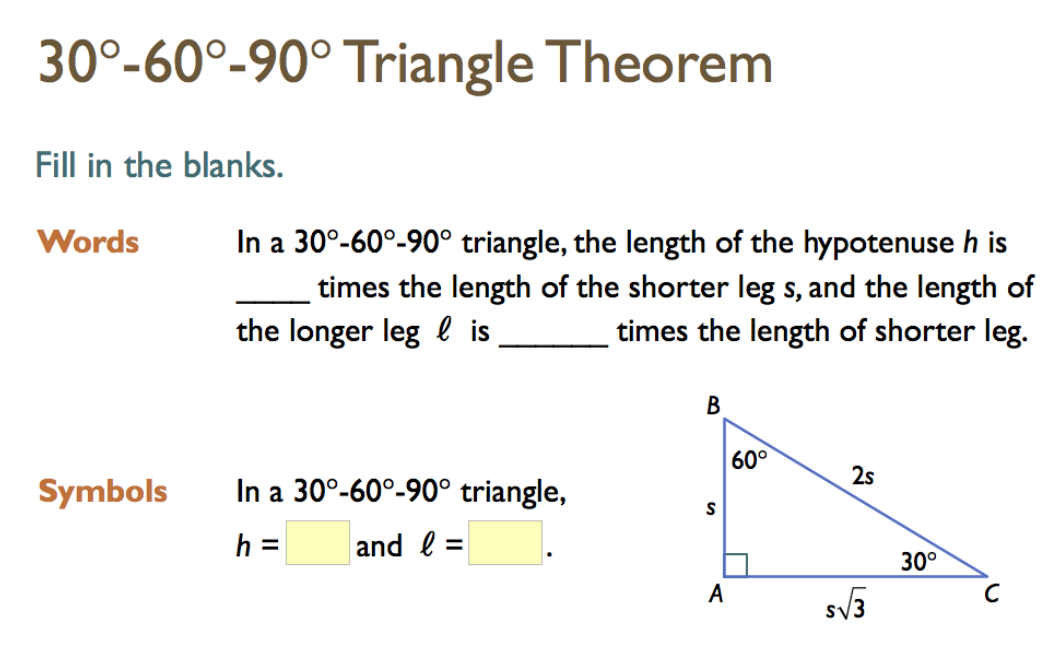 30°-60°-90° Triangle Theorem
Fill in the blanks.
Words
In a 30°-60°-90° triangle, the length of the hypotenuse h is
____ times the length of the shorter leg s, and the length of
the longer leg ℓ is ______ times the length of shorter leg.
Symbols
In a 30°-60°-90° triangle,
h = and ℓ = .
B
60°
2s
s
30°
A
C
s√3